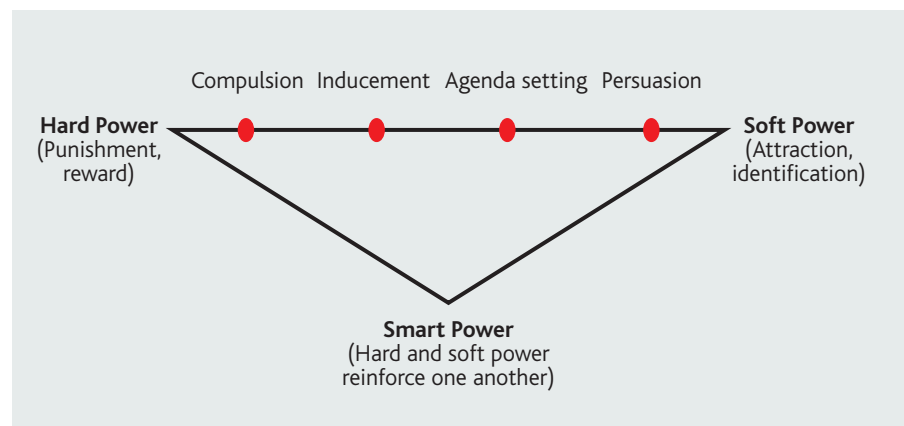 Compulsion Inducement Agenda setting Persuasion
Hard Power
(Punishment,
reward)
Soft Power
(Attraction,
identification)
Smart Power
(Hard and soft power
reinforce one another)